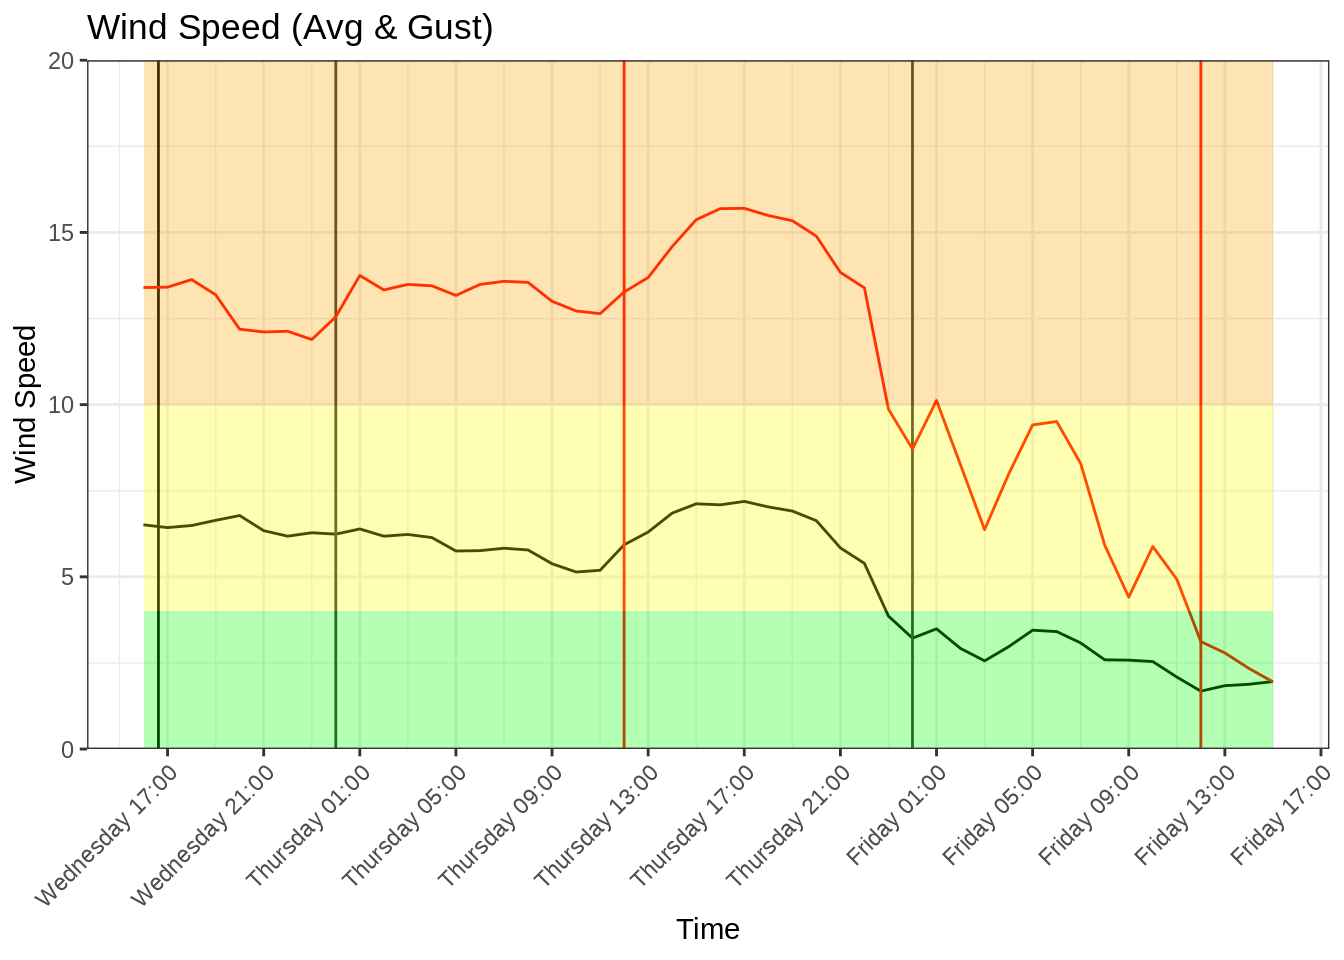 Wind Speed (Avg & Gust)
Wind Speed
20
15
10
5
0
Wednesday 17:00
Wednesday 21:00
Thursday 01:00
Thursday 05:00
Thursday 09:00
Thursday 13:00
Thursday 17:00
Thursday 21:00
Friday 01:00
Friday 05:00
Friday 09:00
Friday 13:00
Friday 17:00
Time